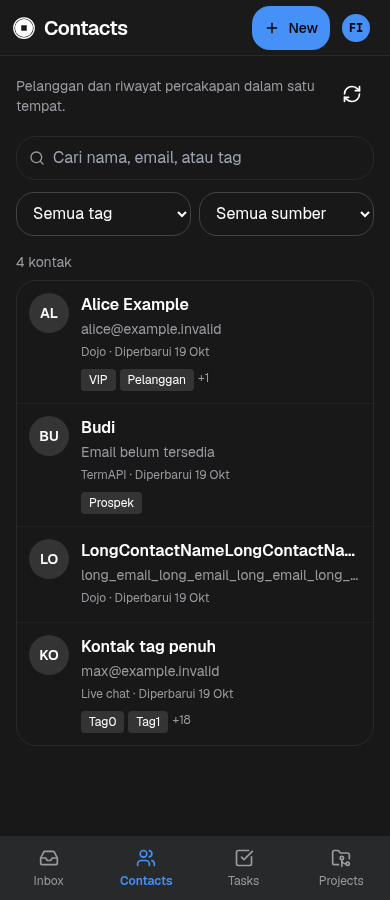 Contacts
New
FI
Pelanggan dan riwayat percakapan dalam satu
tempat.
Cari nama, email, atau tag
Semua tag
Semua sumber
4 kontak
AL
Alice Example
alice@example.invalid
Dojo · Diperbarui 19 Okt
VIP Pelanggan +1
BU
Budi
Email belum tersedia
TermAPI · Diperbarui 19 Okt
Prospek
LO
LongContactNameLongContactNa...
long_email_long_email_long_email_long_...
Dojo · Diperbarui 19 Okt
KO
Kontak tag penuh
max@example.invalid
Live chat · Diperbarui 19 Okt
Tag0 Tag1 +18
Inbox Contacts Tasks Projects